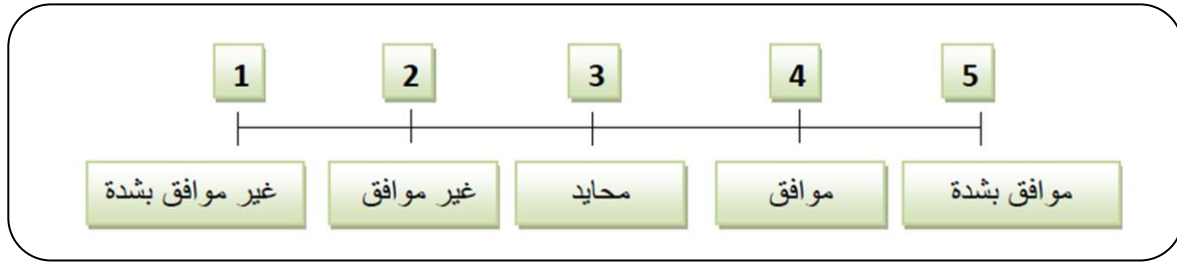 1 2 3 4 5
غير موافق بشدة غير موافق محايد موافق موافق بشدة